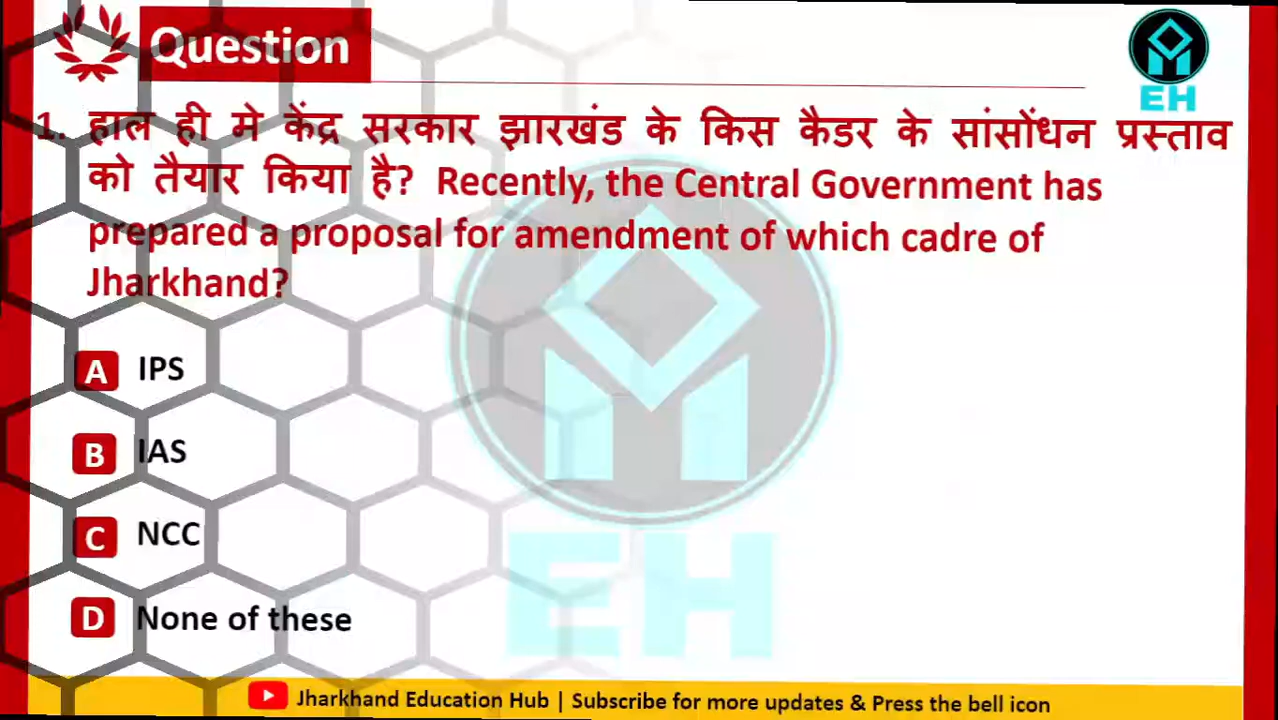 Question
EH
1. हाल ही मे केंद्र सरकार झारखंड के किस कैडर के सांसोंधन प्रस्ताव
को तैयार किया है? Recently, the Central Government has
prepared a proposal for amendment of which cadre of
Jharkhand?
A IPS
B IAS
C NCC
D None of these
EH
Jharkhand Education Hub | Subscribe for more updates & Press the bell icon